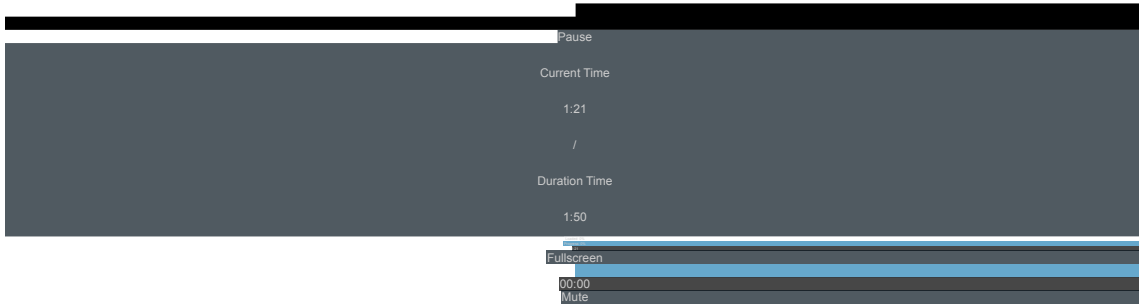 Pause
Current Time
1:21
/
Duration Time
1:50
Fullscreen
00:00
Mute